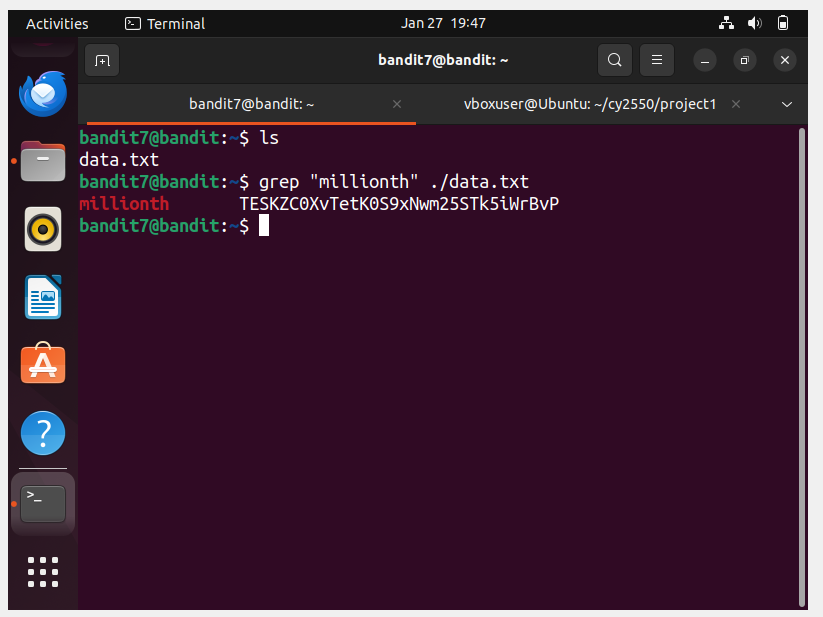 Activities Terminal Jan 27 19:47
bandit7@bandit: ~
bandit7@bandit: ~ vboxuser@Ubuntu: ~/cy2550/project1
bandit7@bandit:~$ ls
data.txt
bandit7@bandit:~$ grep "millionth" ./data.txt
millionth TESKZC0XvTetK0S9xNwm25STk5iWrBvP
bandit7@bandit:~$